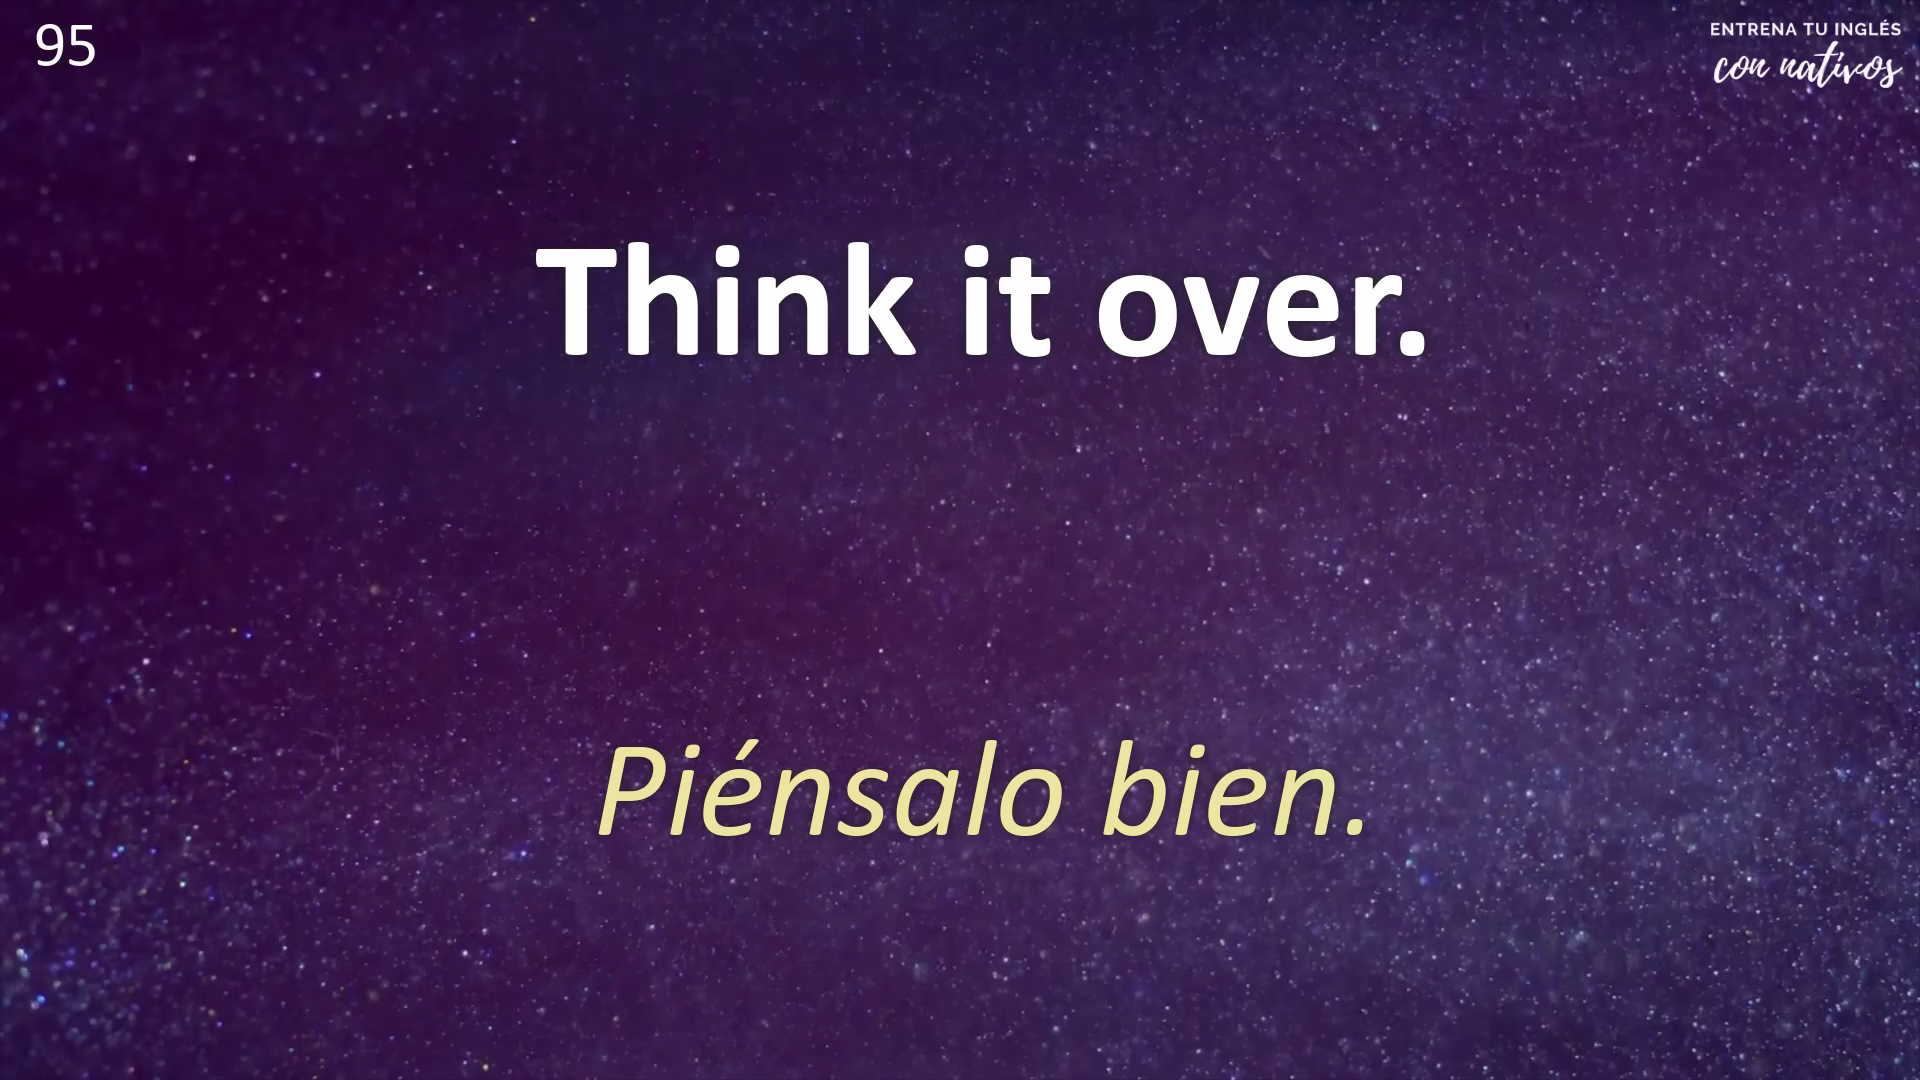 95
ENTRENA TU INGLÉS
con nativos
Think it over.
Piénsalo bien.